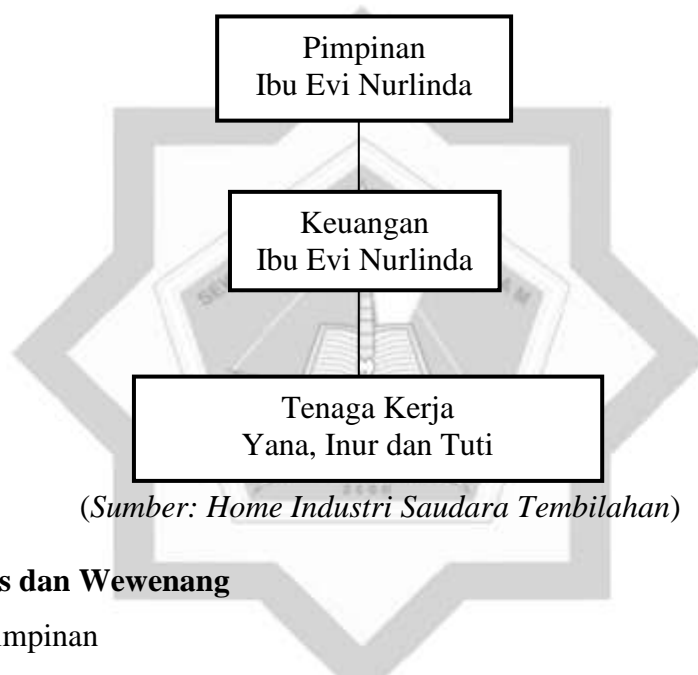 Pimpinan
Ibu Evi Nurlinda
Keuangan
Ibu Evi Nurlinda
Tenaga Kerja
Yana, Inur dan Tuti
(Sumber: Home Industri Saudara Tembilahan)
s dan Wewenang
impinan